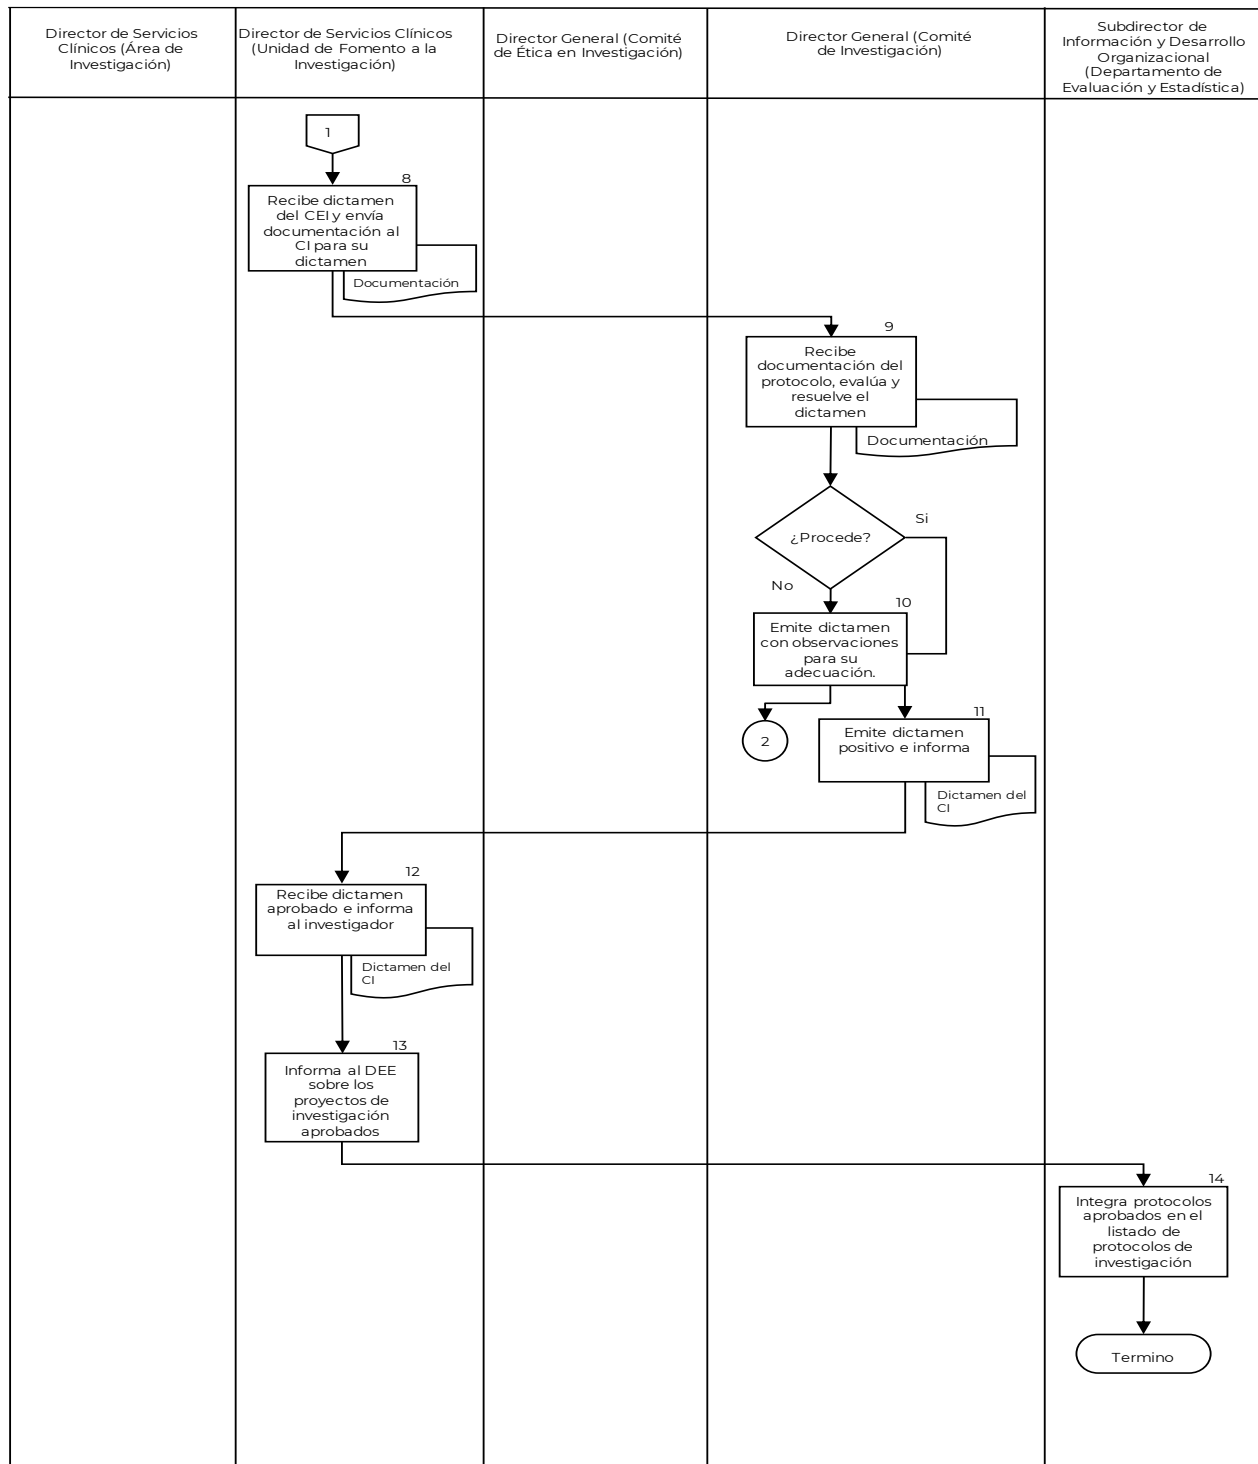 Director de Servicios
Clínicos (Área de
Investigación)
Director de Servicios Clínicos
(Unidad de Fomento a la
Investigación)
Director General (Comité
de Ética en Investigación)
Director General (Comité
de Investigación)
Subdirector de
Información y Desarrollo
Organizacional
(Departamento de
Evaluación y Estadística)
1
8
Recibe dictamen
del CEI y envía
documentación al
CI para su
dictamen
Documentación
9
Recibe
documentación del
protocolo, evalúa y
resuelve el
dictamen
Documentación
¿Procede?
Si
No
10
Emite dictamen
con observaciones
para su
adecuación.
2
11
Emite dictamen
positivo e informa
Dictamen del
CI
12
Recibe dictamen
aprobado e informa
al investigador
Dictamen del
CI
13
Informa al DEE
sobre los
proyectos de
investigación
aprobados
14
Integra protocolos
aprobados en el
listado de
protocolos de
investigación
Termino